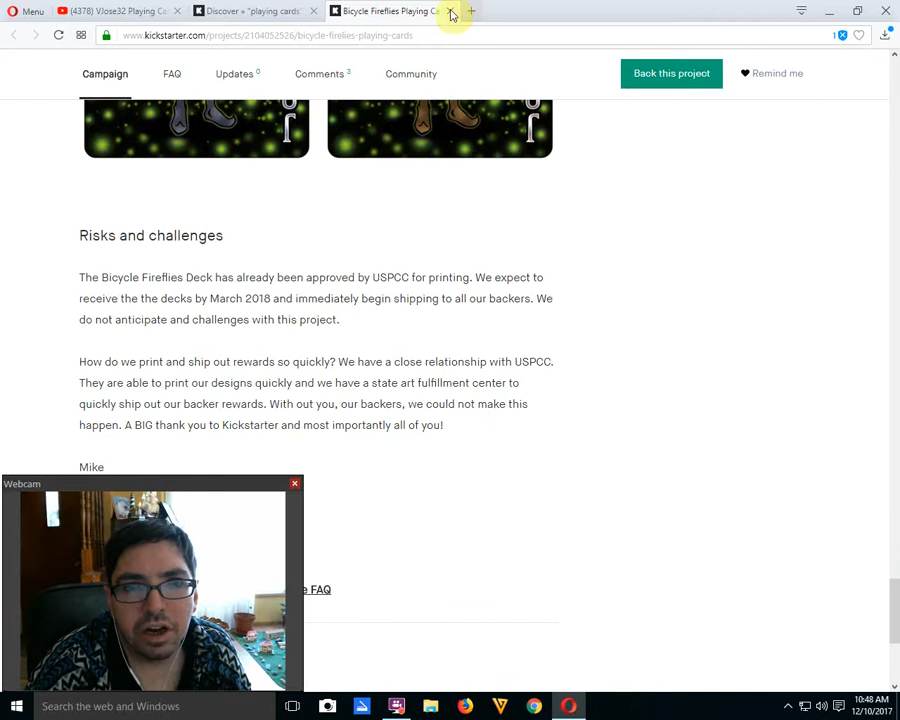 Menu
(4378) VJose32 Playing Ca
Discover » "playing cards"
Bicycle Fireflies Playing Ca
www.kickstarter.com/projects/2104052526/bicycle-firelies-playing-cards
1
Campaign
FAQ
Updates 0
Comments 3
Community
Back this project
Remind me
Risks and challenges
The Bicycle Fireflies Deck has already been approved by USPCC for printing. We expect to
receive the the decks by March 2018 and immediately begin shipping to all our backers. We
do not anticipate and challenges with this project.
How do we print and ship out rewards so quickly? We have a close relationship with USPCC.
They are able to print our designs quickly and we have a state art fulfillment center to
quickly ship out our backer rewards. With out you, our backers, we could not make this
happen. A BIG thank you to Kickstarter and most importantly all of you!
Mike
Webcam
e FAQ
Search the web and Windows
10:48 AM
12/10/2017